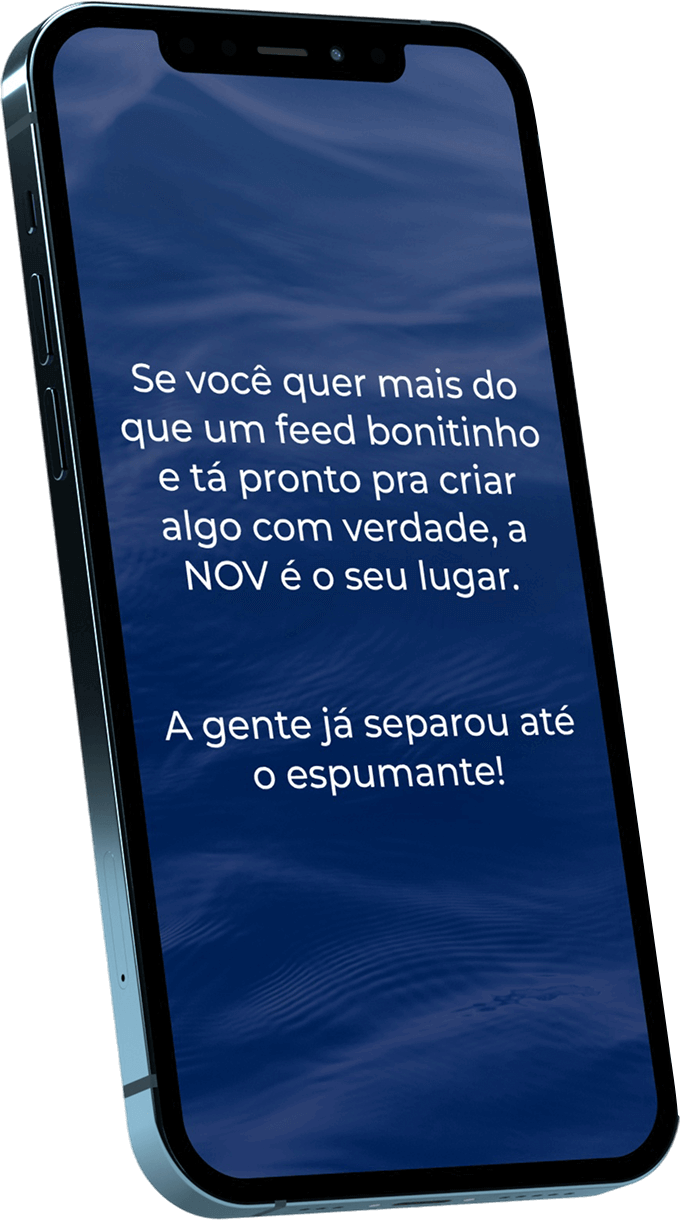 Se você quer mais do
que um feed bonitinho
e tá pronto pra criar
algo com verdade, a
NOV é o seu lugar.
A gente já separou até
o espumante!